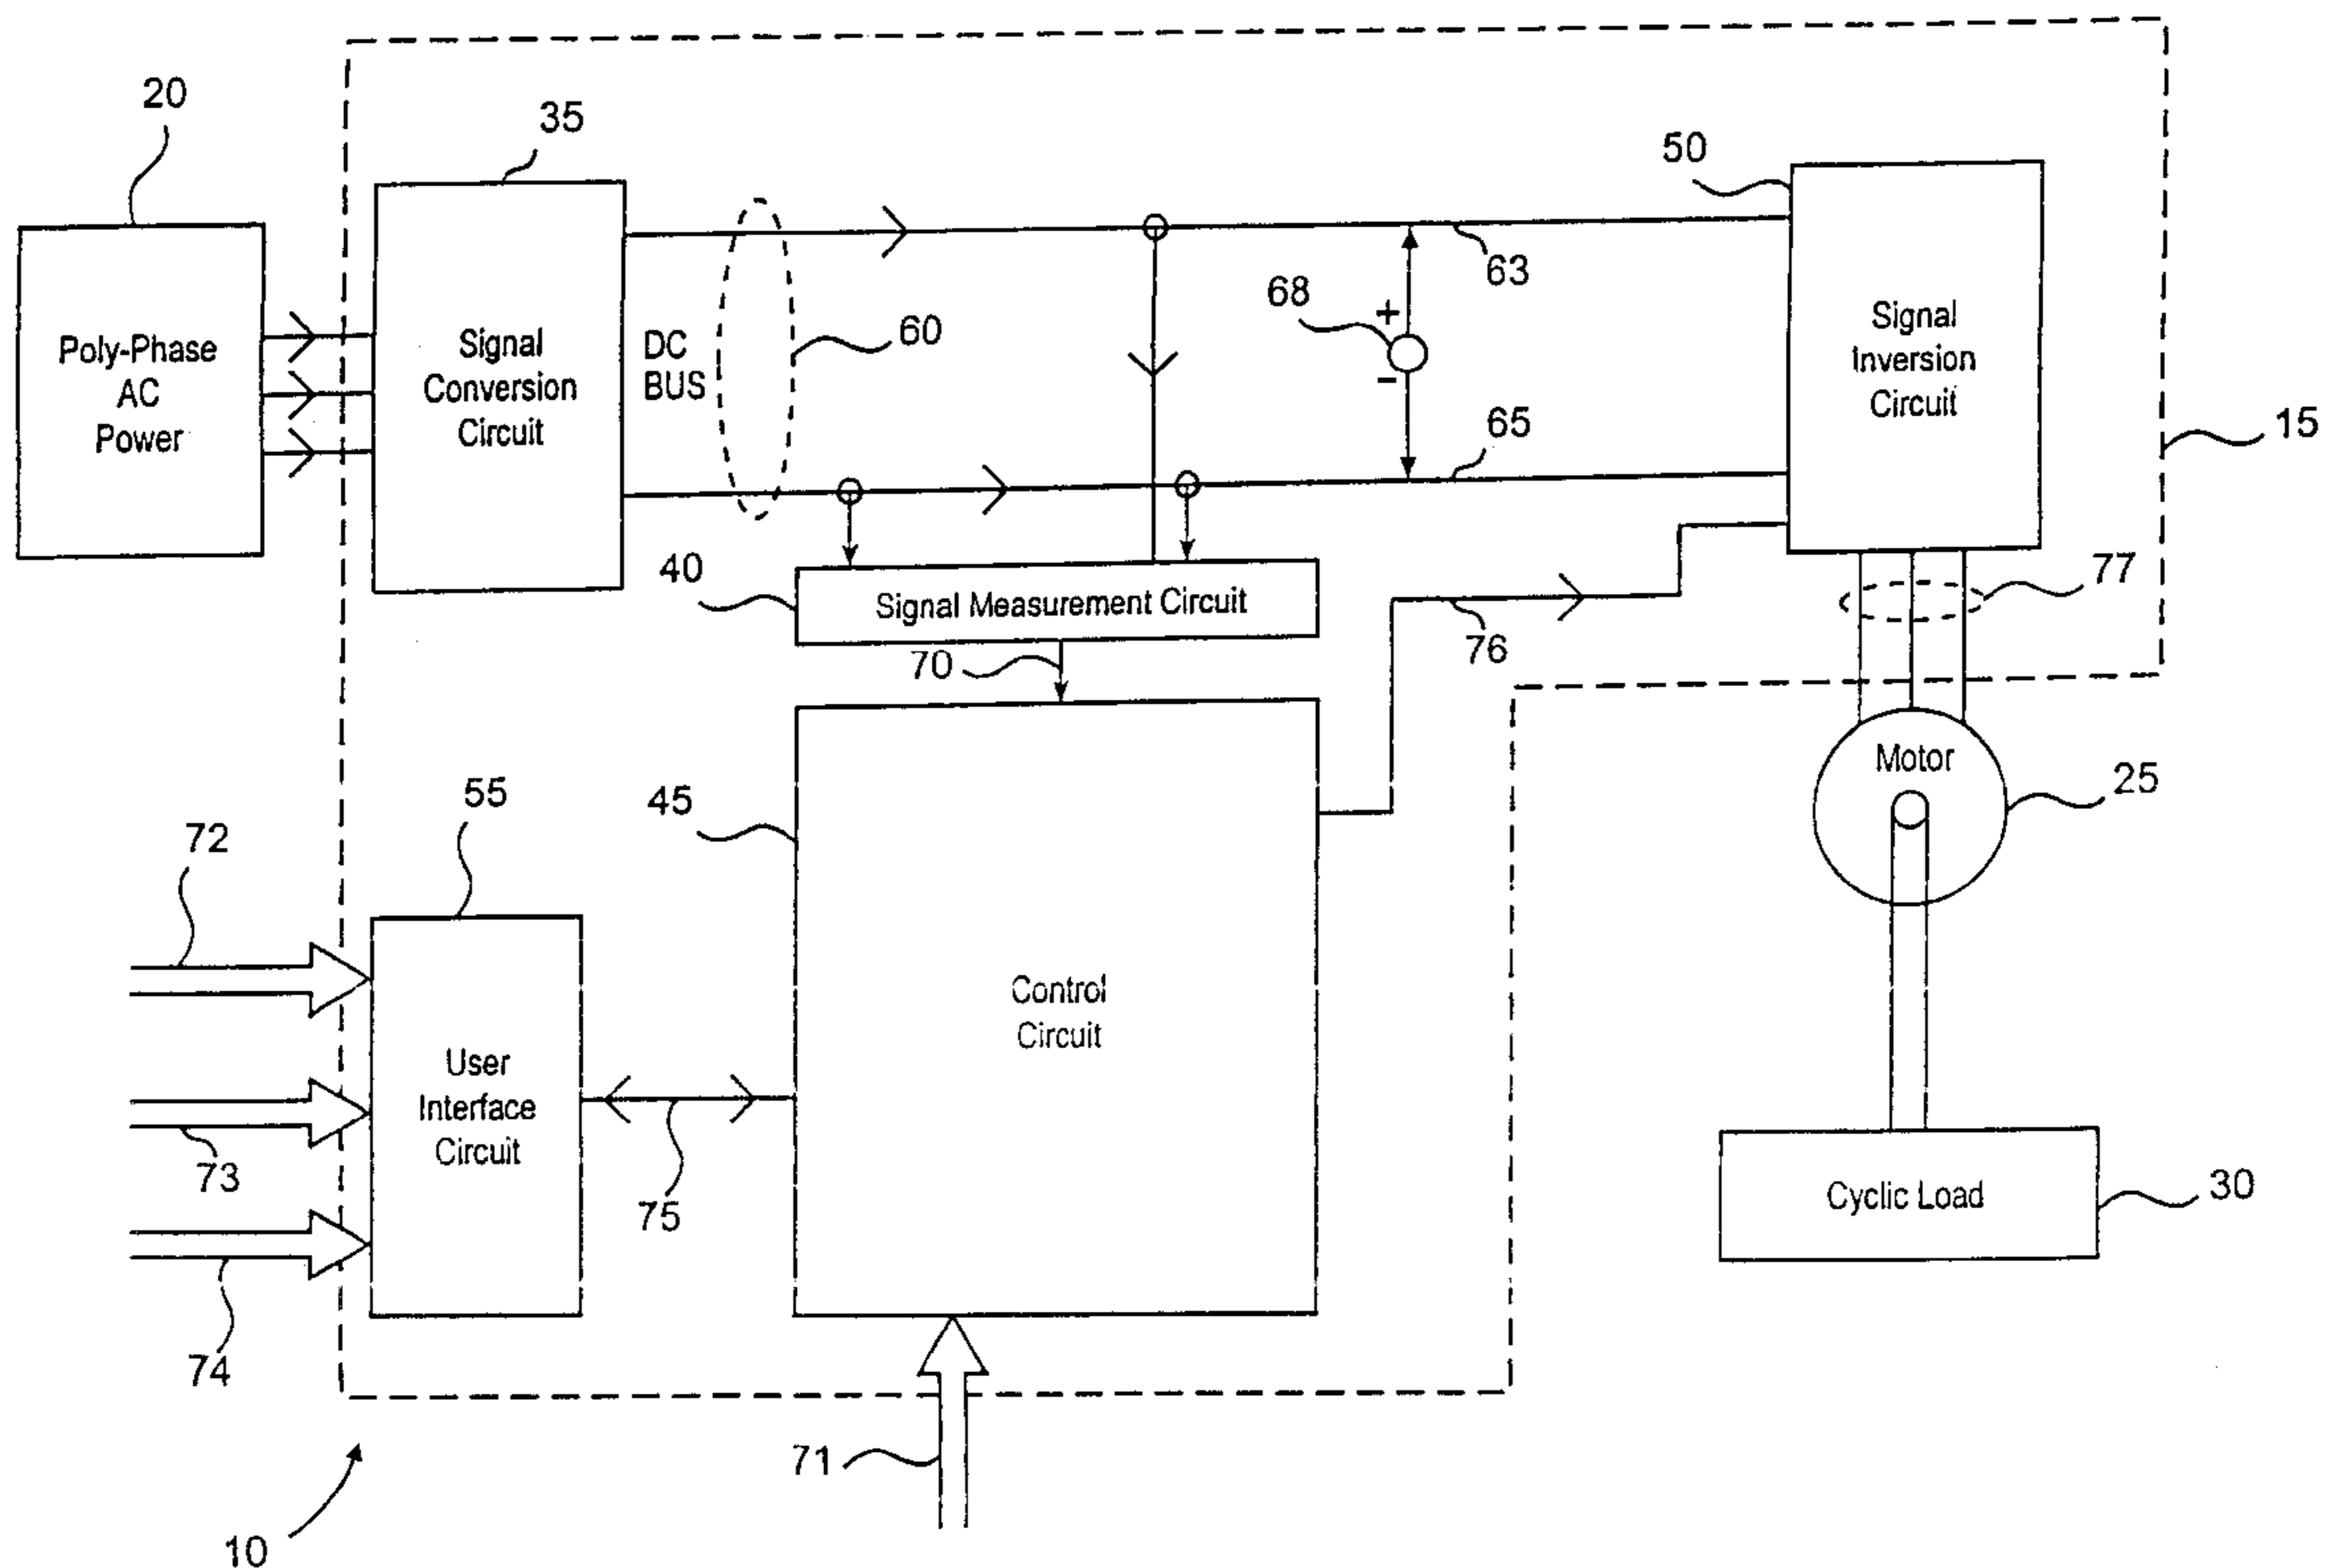 20
35
50
Poly-Phase
AC
Power
Signal
Conversion
Circuit
DC
BUS
60
68
+
-
63
65
Signal
Inversion
Circuit
15
40
Signal Measurement Circuit
70
76
77
Motor
25
45
55
72
73
74
User
Interface
Circuit
75
Control
Circuit
Cyclic Load
30
71
10